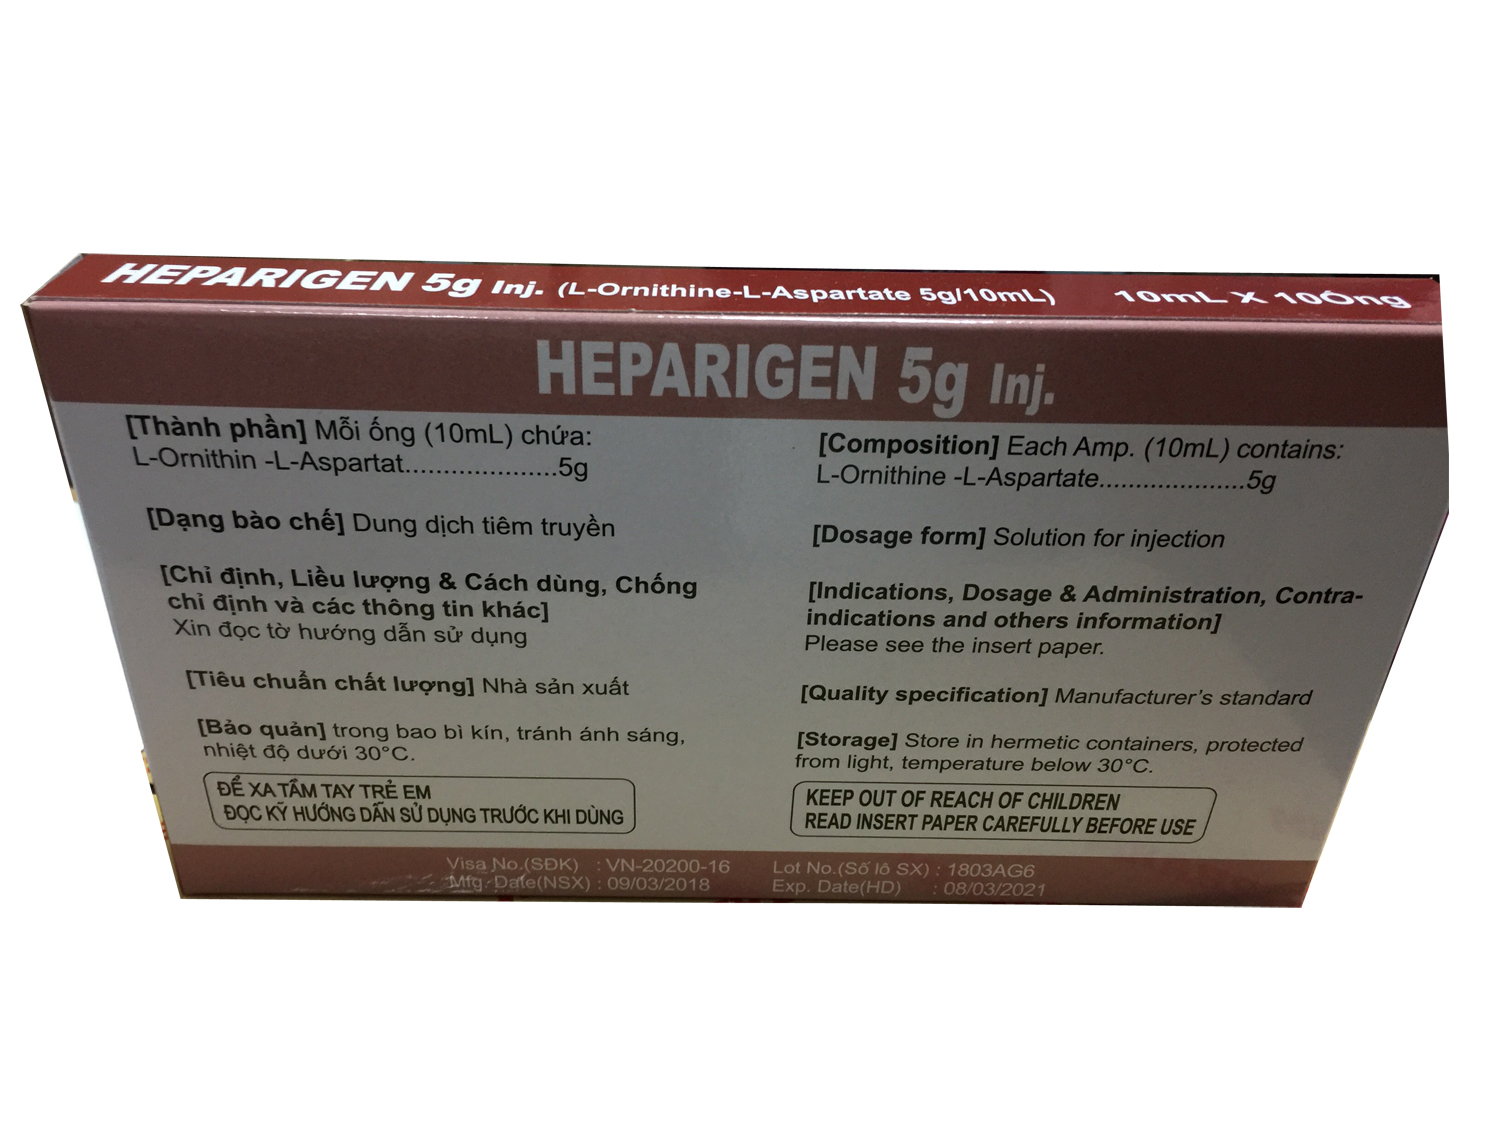 HEPARIGEN 5g Inj. (L-Ornithine-L-Aspartate 5g/10mL) 10mL X 10Ống
HEPARIGEN 5g Inj.
[Thành phần] Mỗi ống (10mL) chứa:
L-Ornithin -L-Aspartat....................5g
[Dạng bào chế] Dung dịch tiêm truyền
[Chỉ định, Liều lượng & Cách dùng, Chống
chỉ định và các thông tin khác]
Xin đọc tờ hướng dẫn sử dụng
[Tiêu chuẩn chất lượng] Nhà sản xuất
[Bảo quản] trong bao bì kín, tránh ánh sáng,
nhiệt độ dưới 30°C.
ĐỂ XA TẦM TAY TRẺ EM
ĐỌC KỸ HƯỚNG DẪN SỬ DỤNG TRƯỚC KHI DÙNG
[Composition] Each Amp. (10mL) contains:
L-Ornithine -L-Aspartate....................5g
[Dosage form] Solution for injection
[Indications, Dosage & Administration, Contra-
indications and others information]
Please see the insert paper.
[Quality specification] Manufacturer's standard
[Storage] Store in hermetic containers, protected
from light, temperature below 30°C.
KEEP OUT OF REACH OF CHILDREN
READ INSERT PAPER CAREFULLY BEFORE USE
Visa No.(SĐK) : VN-20200-16
Mfg. Date(NSX) : 09/03/2018
Lot No.(Số lô SX) : 1803AG6
Exp. Date(HD) : 08/03/2021